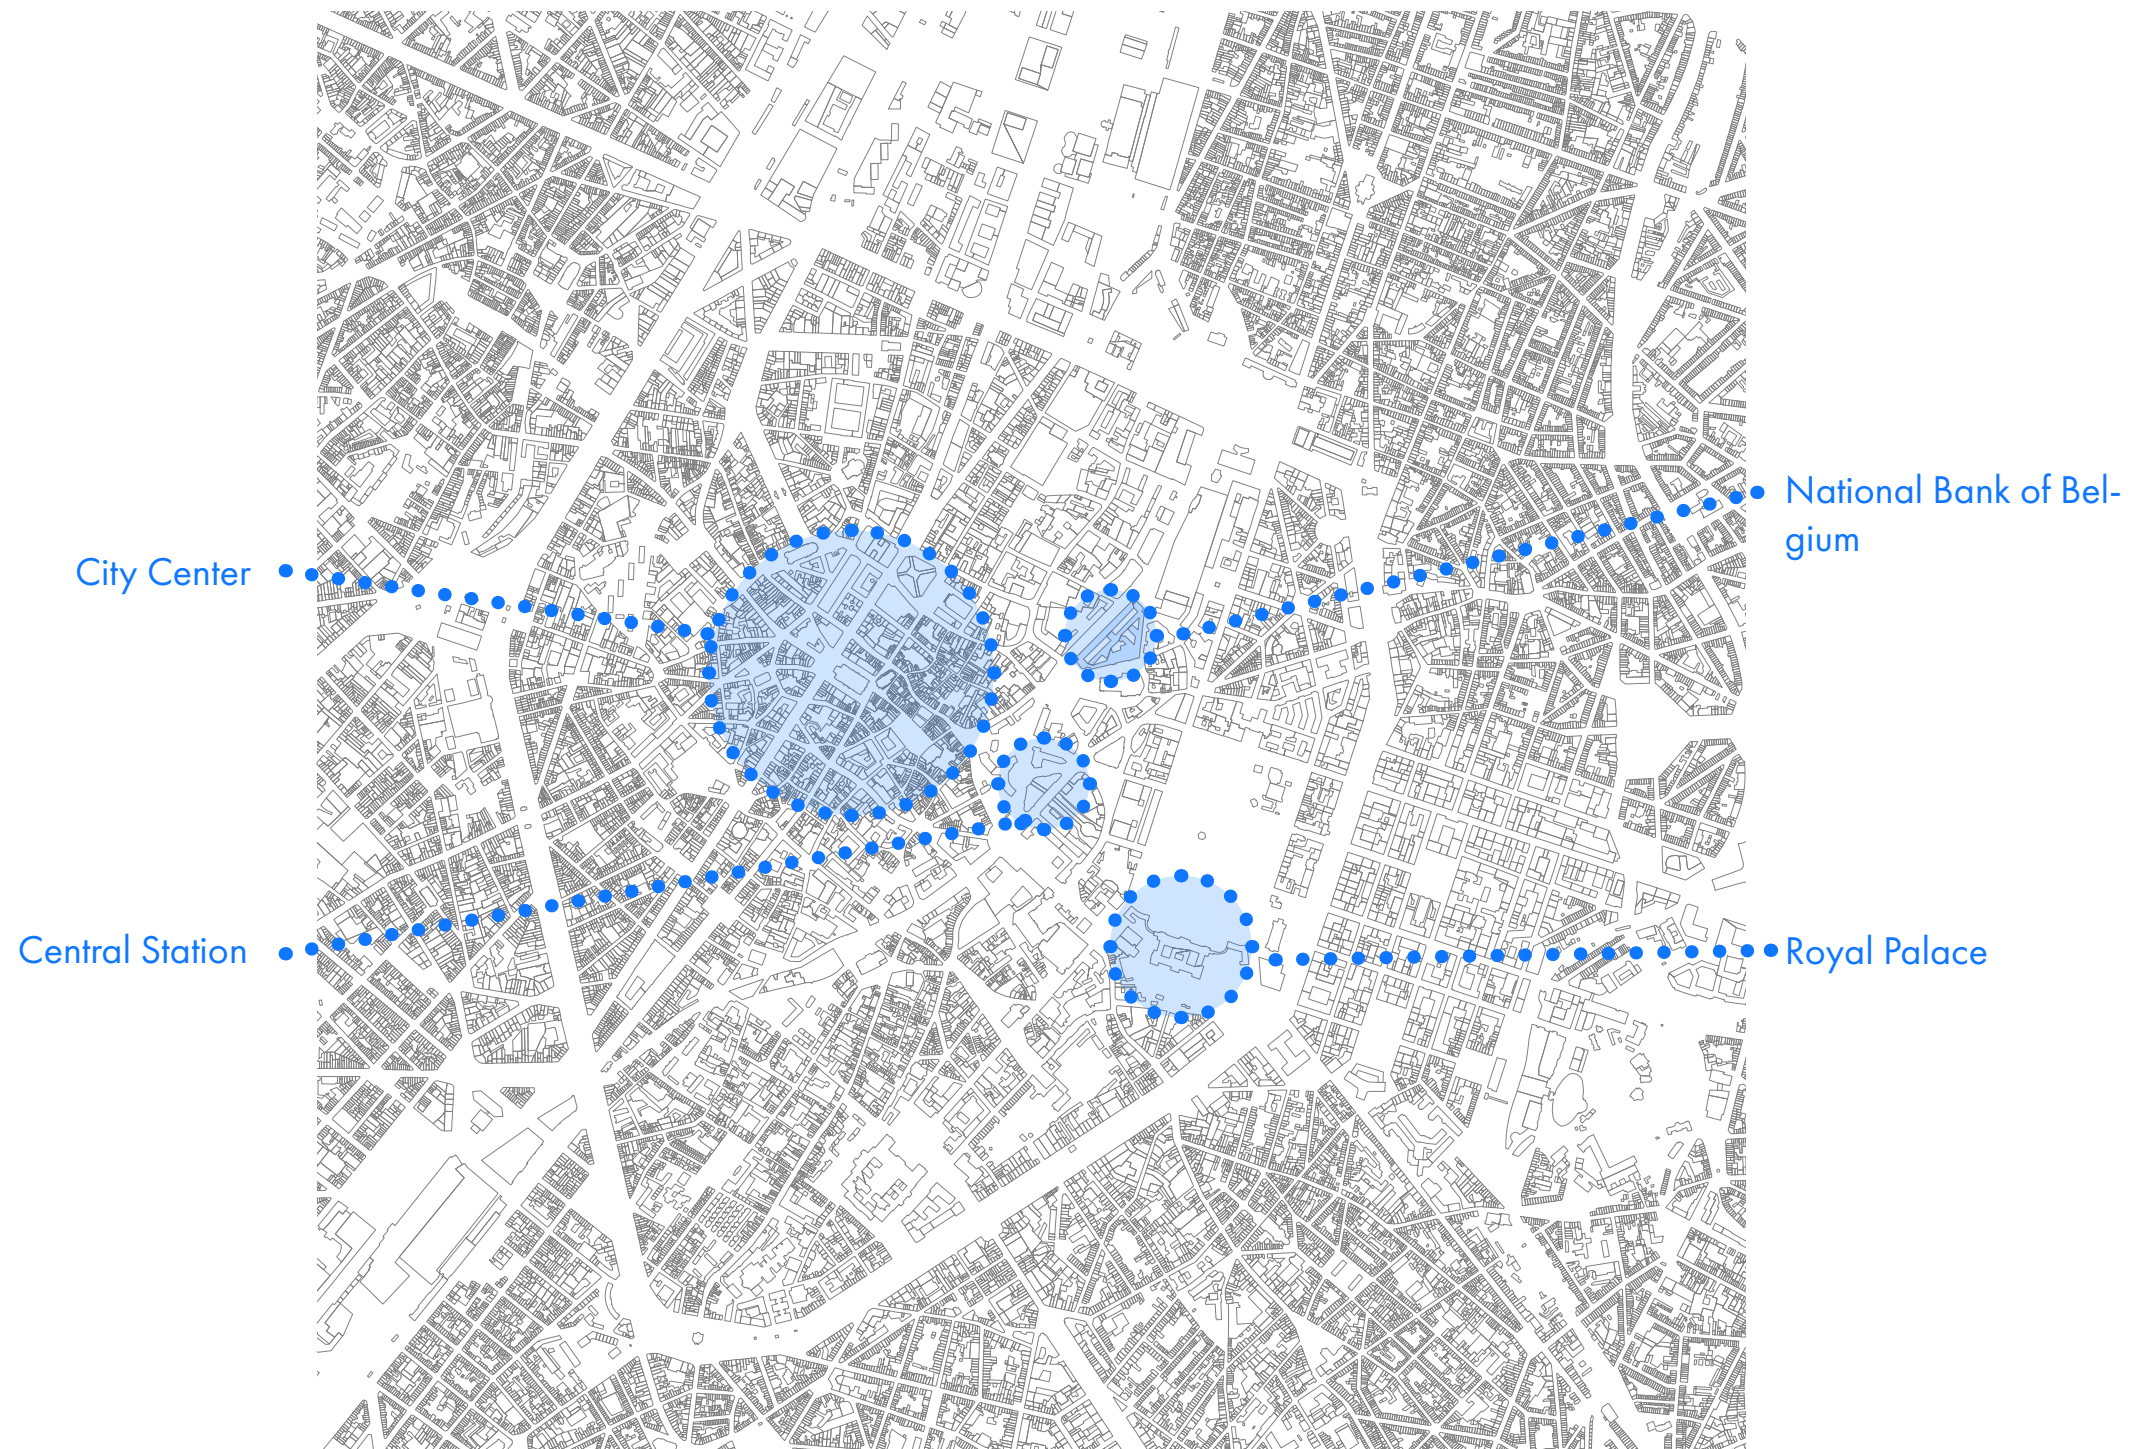 National Bank of Bel-
gium
City Center
Central Station
Royal Palace